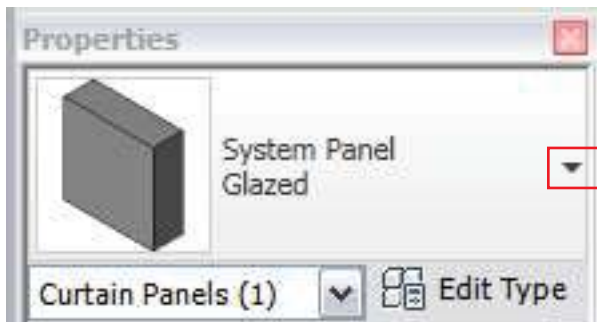 Properties
System Panel
Glazed
Curtain Panels (1)
Edit Type